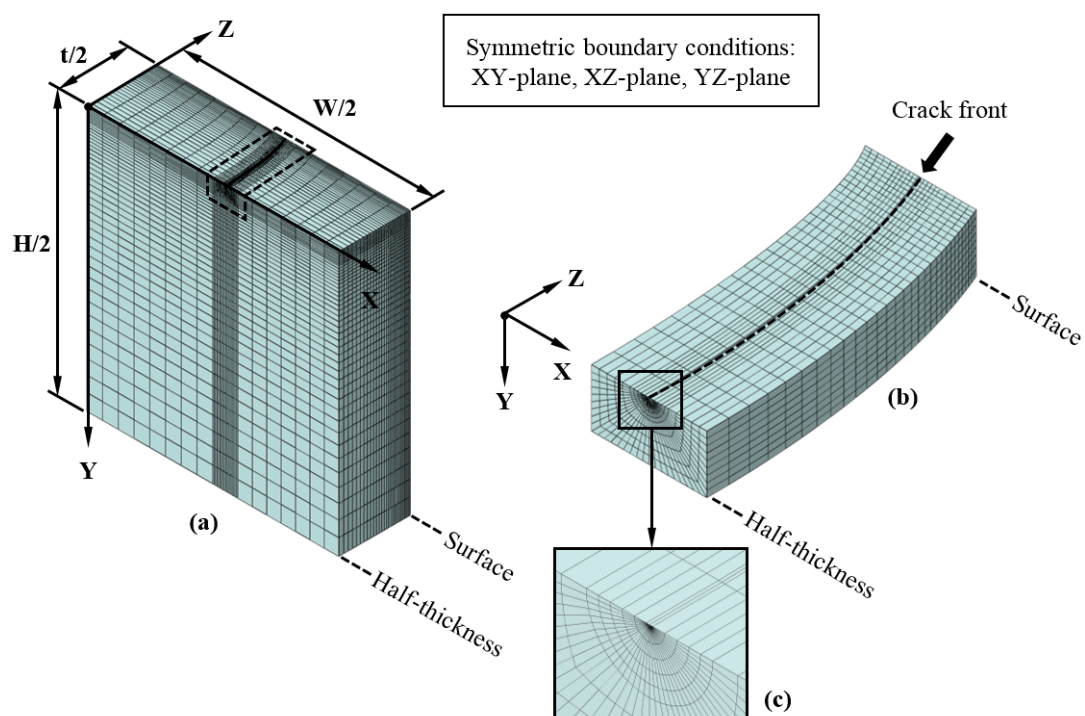 Symmetric boundary conditions:
XY-plane, XZ-plane, YZ-plane
Z
t/2
W/2
H/2
X
Y
(a)
Surface
Half-thickness
Z
X
Y
Crack front
Surface
(b)
Half-thickness
(c)